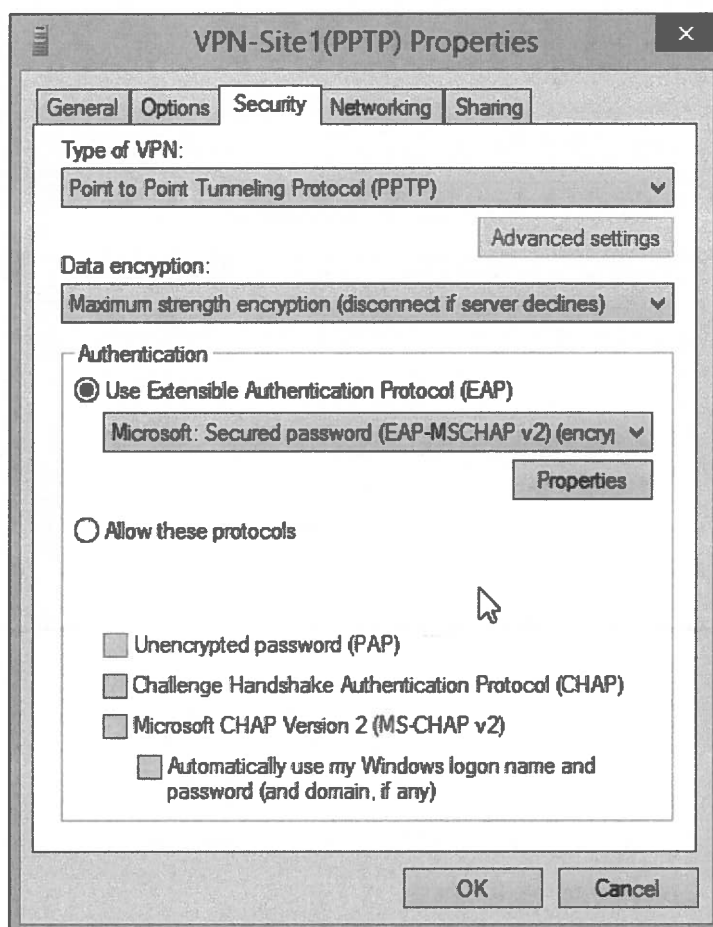 VPN-Site1(PPTP) Properties
General Options Security Networking Sharing
Type of VPN:
Point to Point Tunneling Protocol (PPTP)
Advanced settings
Data encryption:
Maximum strength encryption (disconnect if server declines)
Authentication
Use Extensible Authentication Protocol (EAP)
Microsoft: Secured password (EAP-MSCHAP v2) (encry
Properties
Allow these protocols
Unencrypted password (PAP)
Challenge Handshake Authentication Protocol (CHAP)
Microsoft CHAP Version 2 (MS-CHAP v2)
Automatically use my Windows logon name and
password (and domain, if any)
OK Cancel